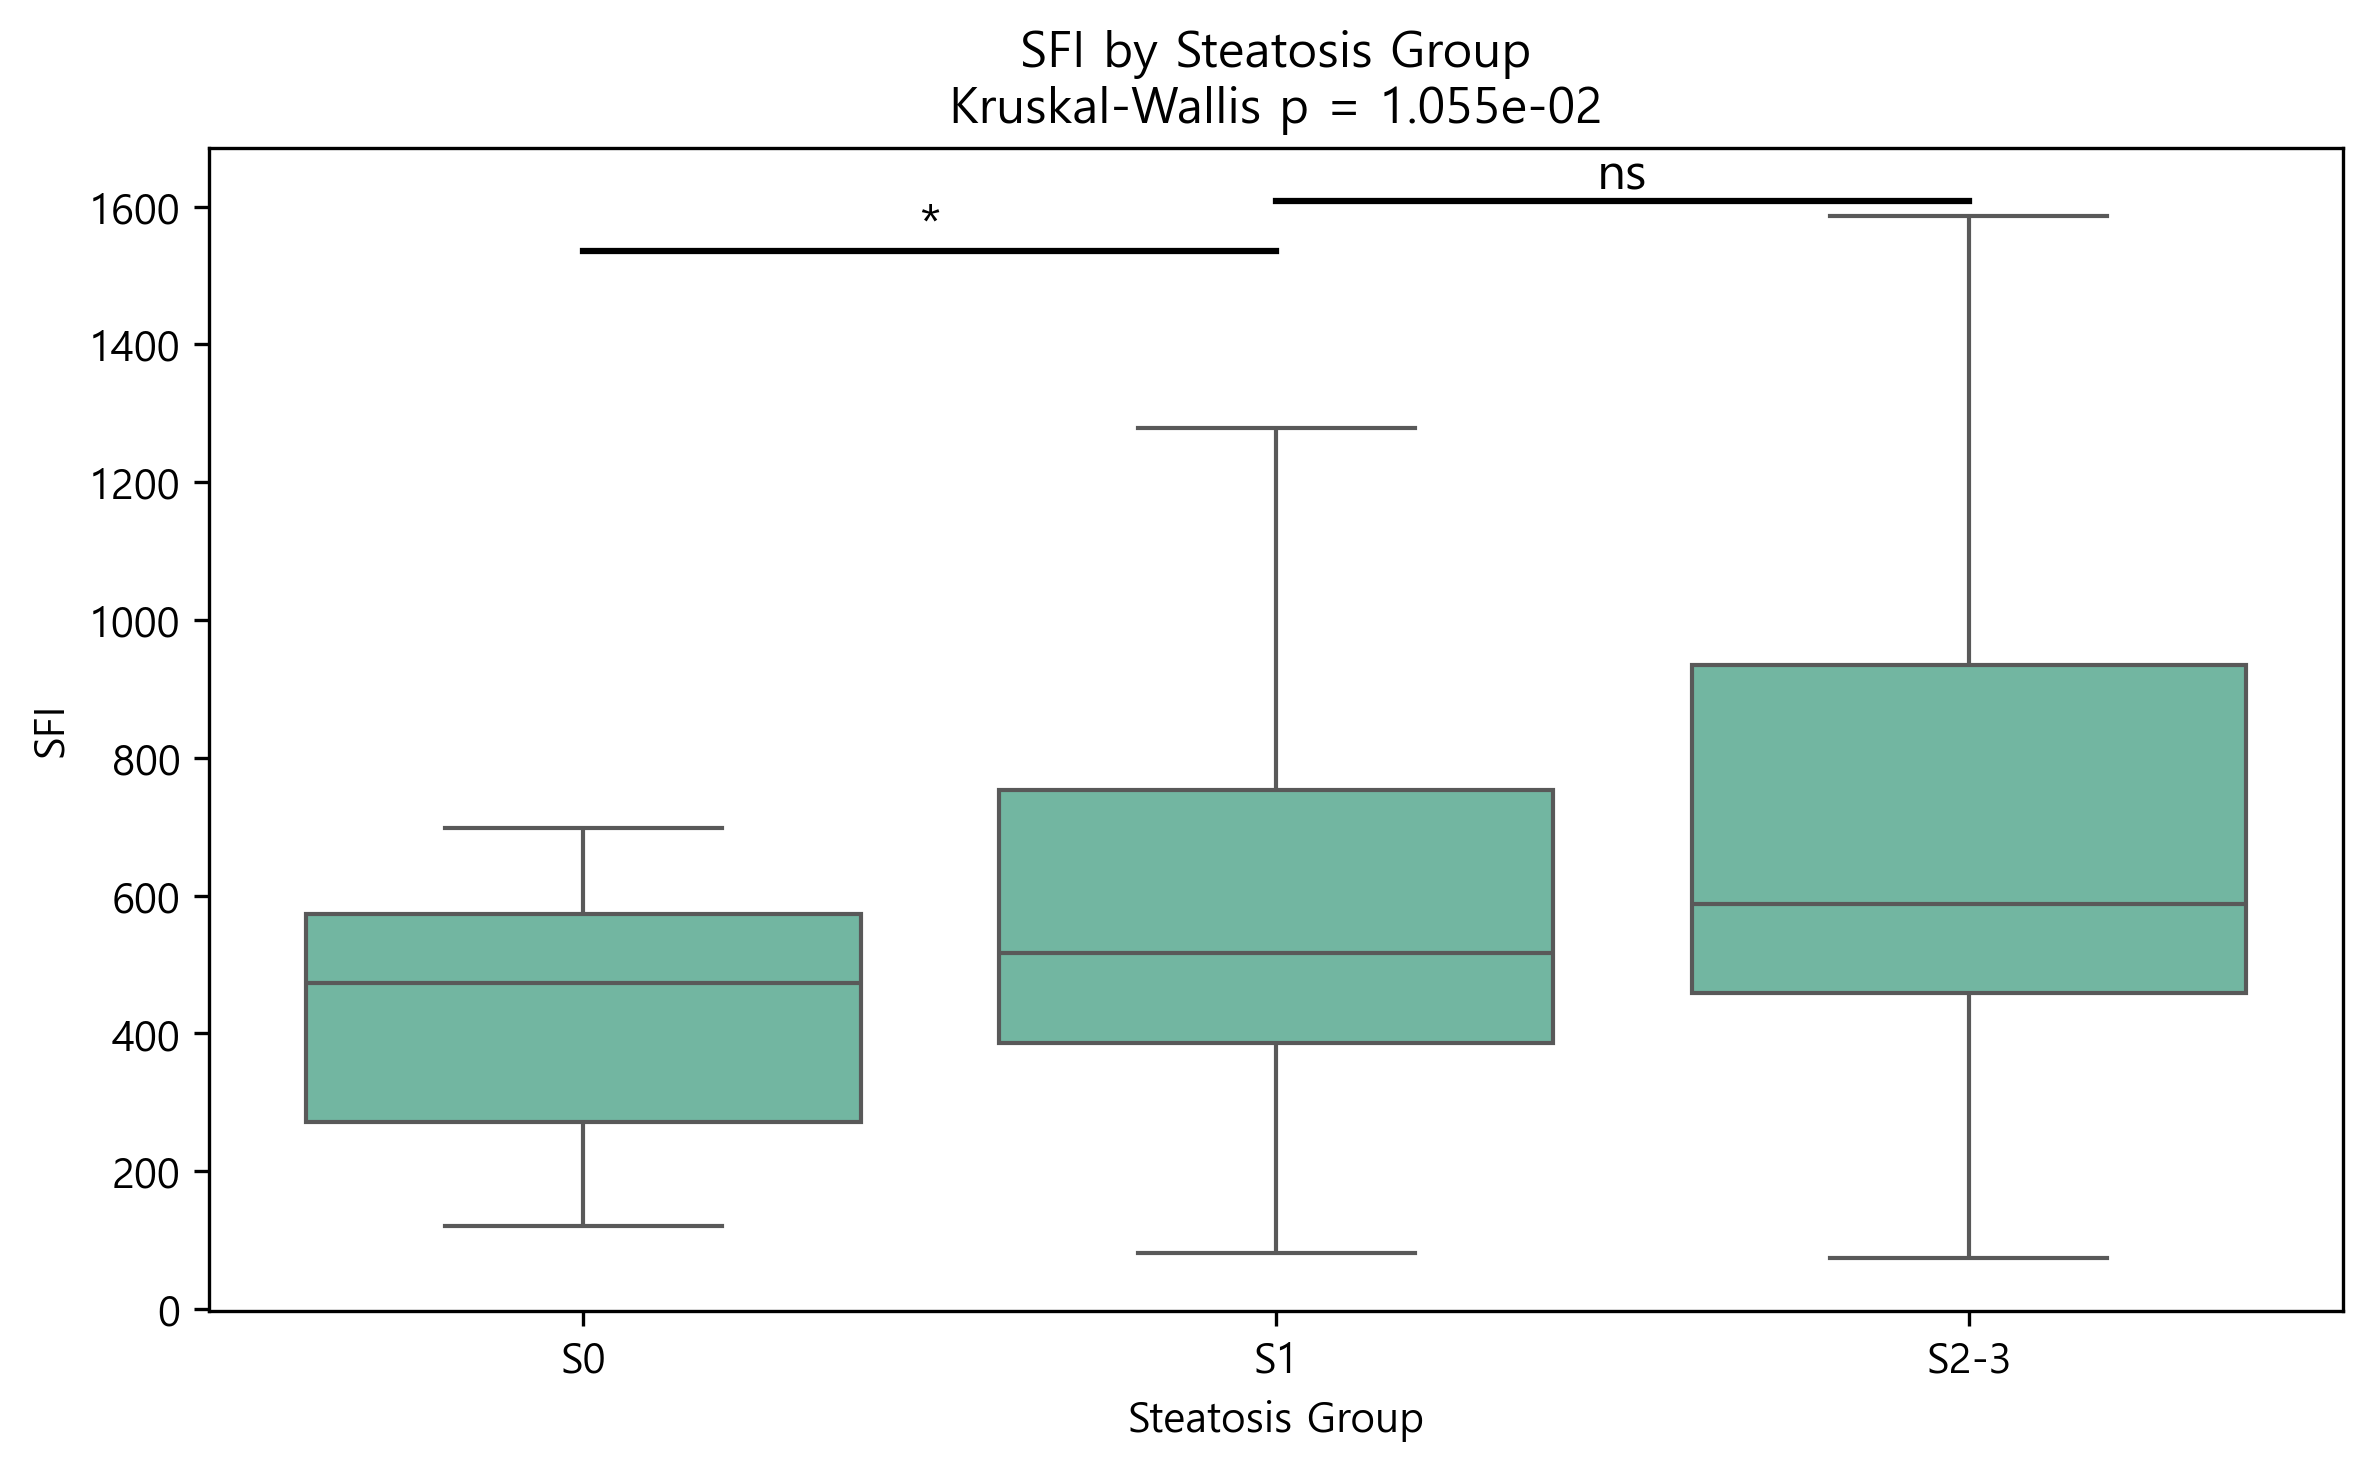 SFI by Steatosis Group
Kruskal-Wallis p = 1.055e-02
ns
*
1600
1400
1200
1000
800
600
400
200
0
SFI
S0
S1
S2-3
Steatosis Group